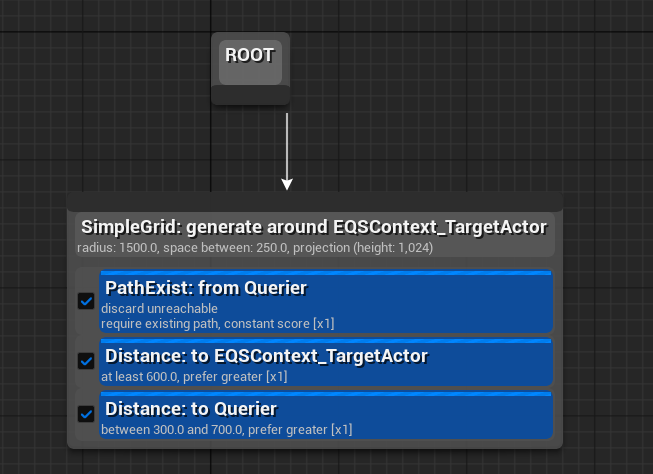 ROOT
SimpleGrid: generate around EQSContext_TargetActor
radius: 1500.0, space between: 250.0, projection (height: 1,024)
PathExist: from Querier
discard unreachable
require existing path, constant score [x1]
Distance: to EQSContext_TargetActor
at least 600.0, prefer greater [x1]
Distance: to Querier
between 300.0 and 700.0, prefer greater [x1]